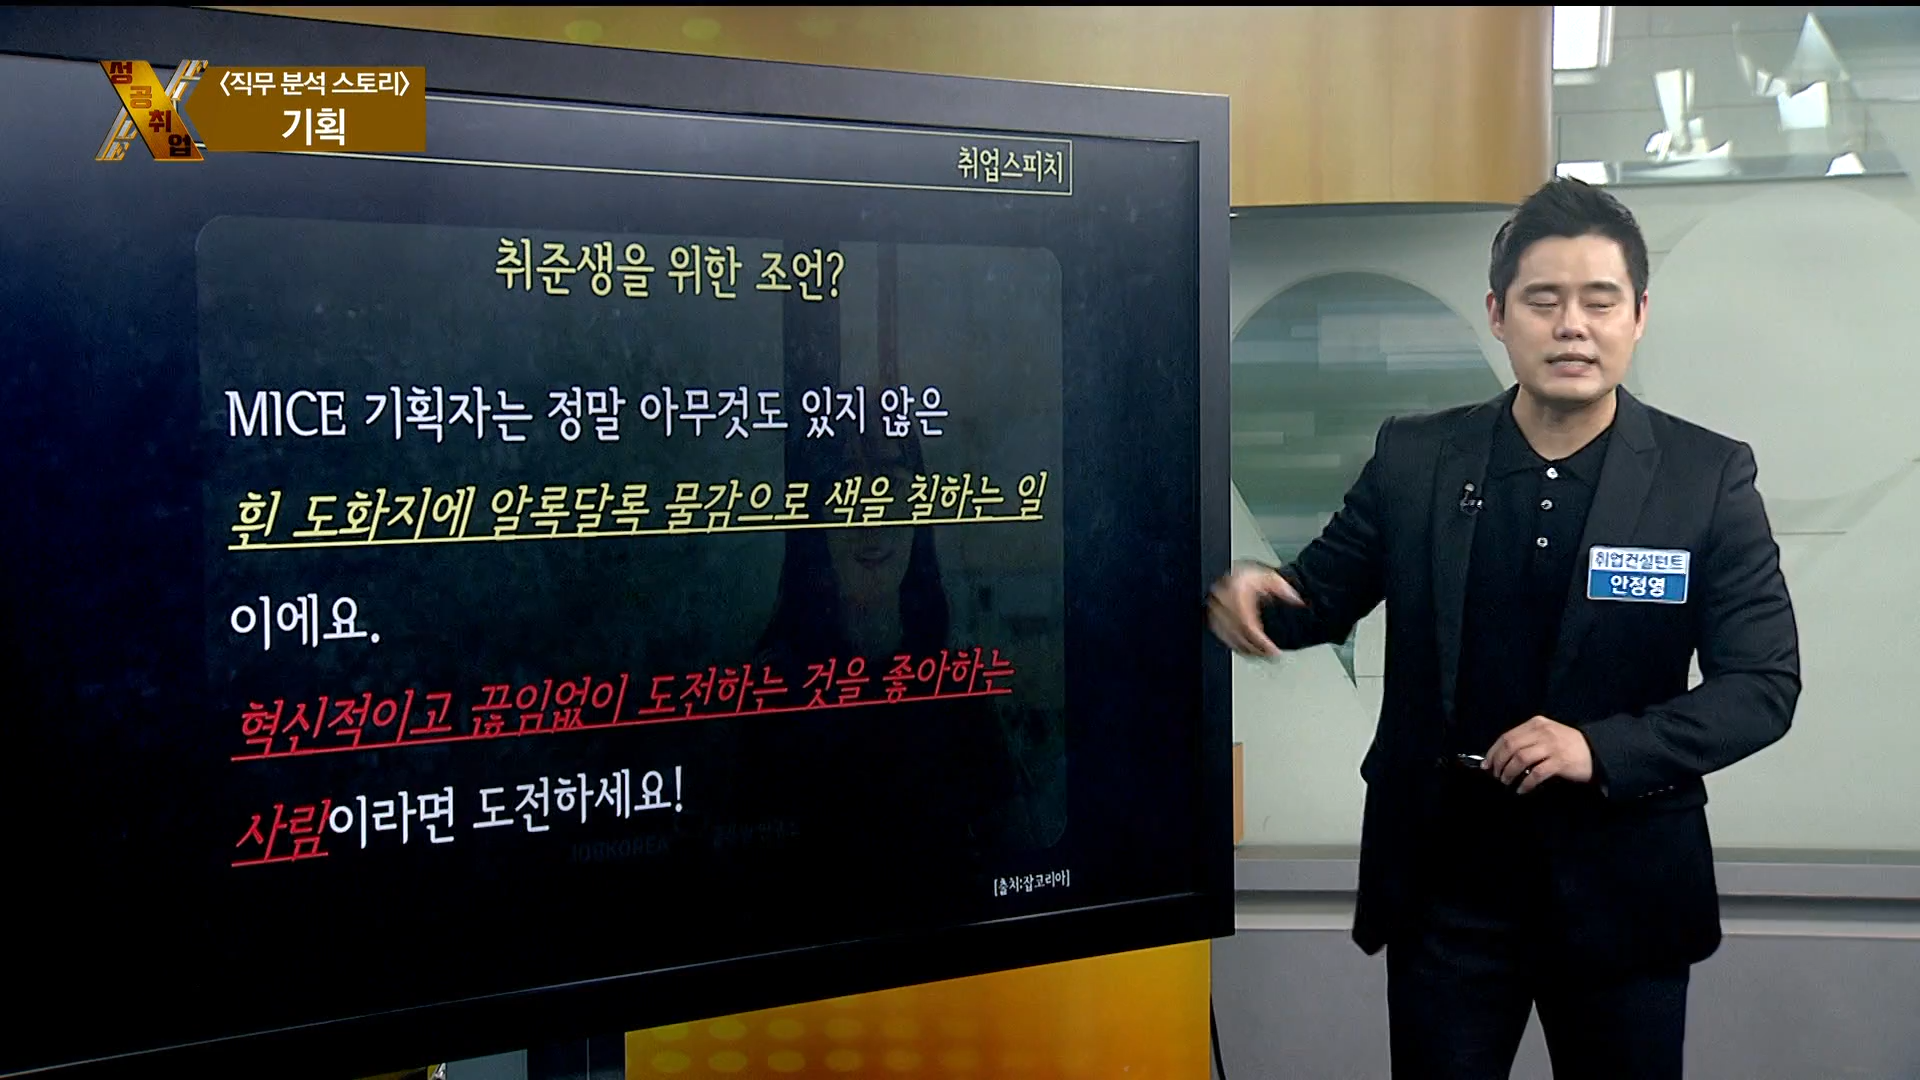 성공취업
<직무 분석 스토리>
기획
취업스피치
취준생을 위한 조언?
MICE 기획자는 정말 아무것도 있지 않은
흰 도화지에 알록달록 물감으로 색을 칠하는 일
이에요.
혁신적이고 끊임없이 도전하는 것을 좋아하는
사람이라면 도전하세요!
JOBKOREA
[출처:잡코리아]
취업컨설턴트
안정영